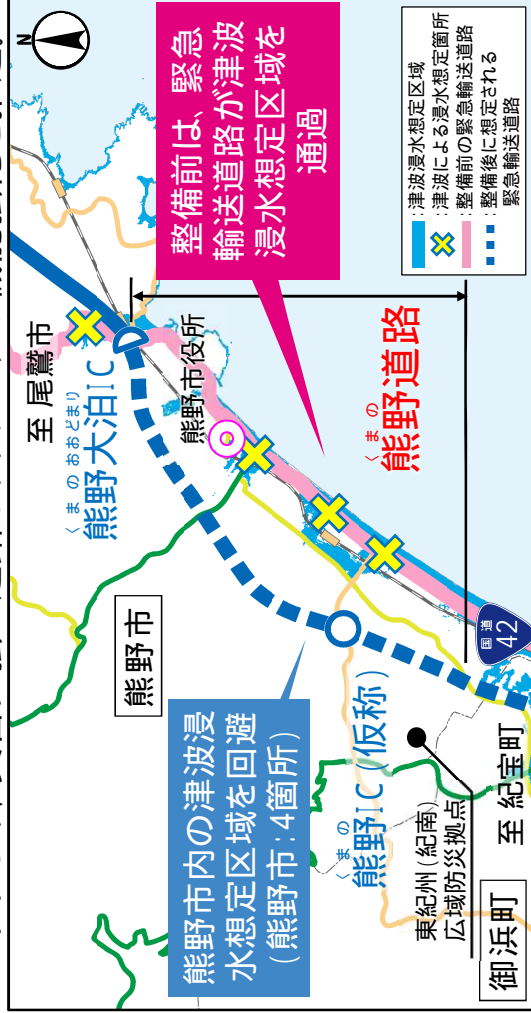 N
至 尾鷲市
くまの おおどまり
熊野大泊IC
熊野市役所
整備前は、緊急
輸送道路が津波
浸水想定区域を
通過
熊野市
くまの
熊野道路
熊野市内の津波浸
水想定区域を回避
(熊野市:4箇所)
くまの
熊野IC(仮称)
東紀州(紀南)
広域防災拠点
国道
42
御浜町
至 紀宝町
:津波浸水想定区域
:津波による浸水想定箇所
:整備前の緊急輸送道路
:整備後に想定される
緊急輸送道路